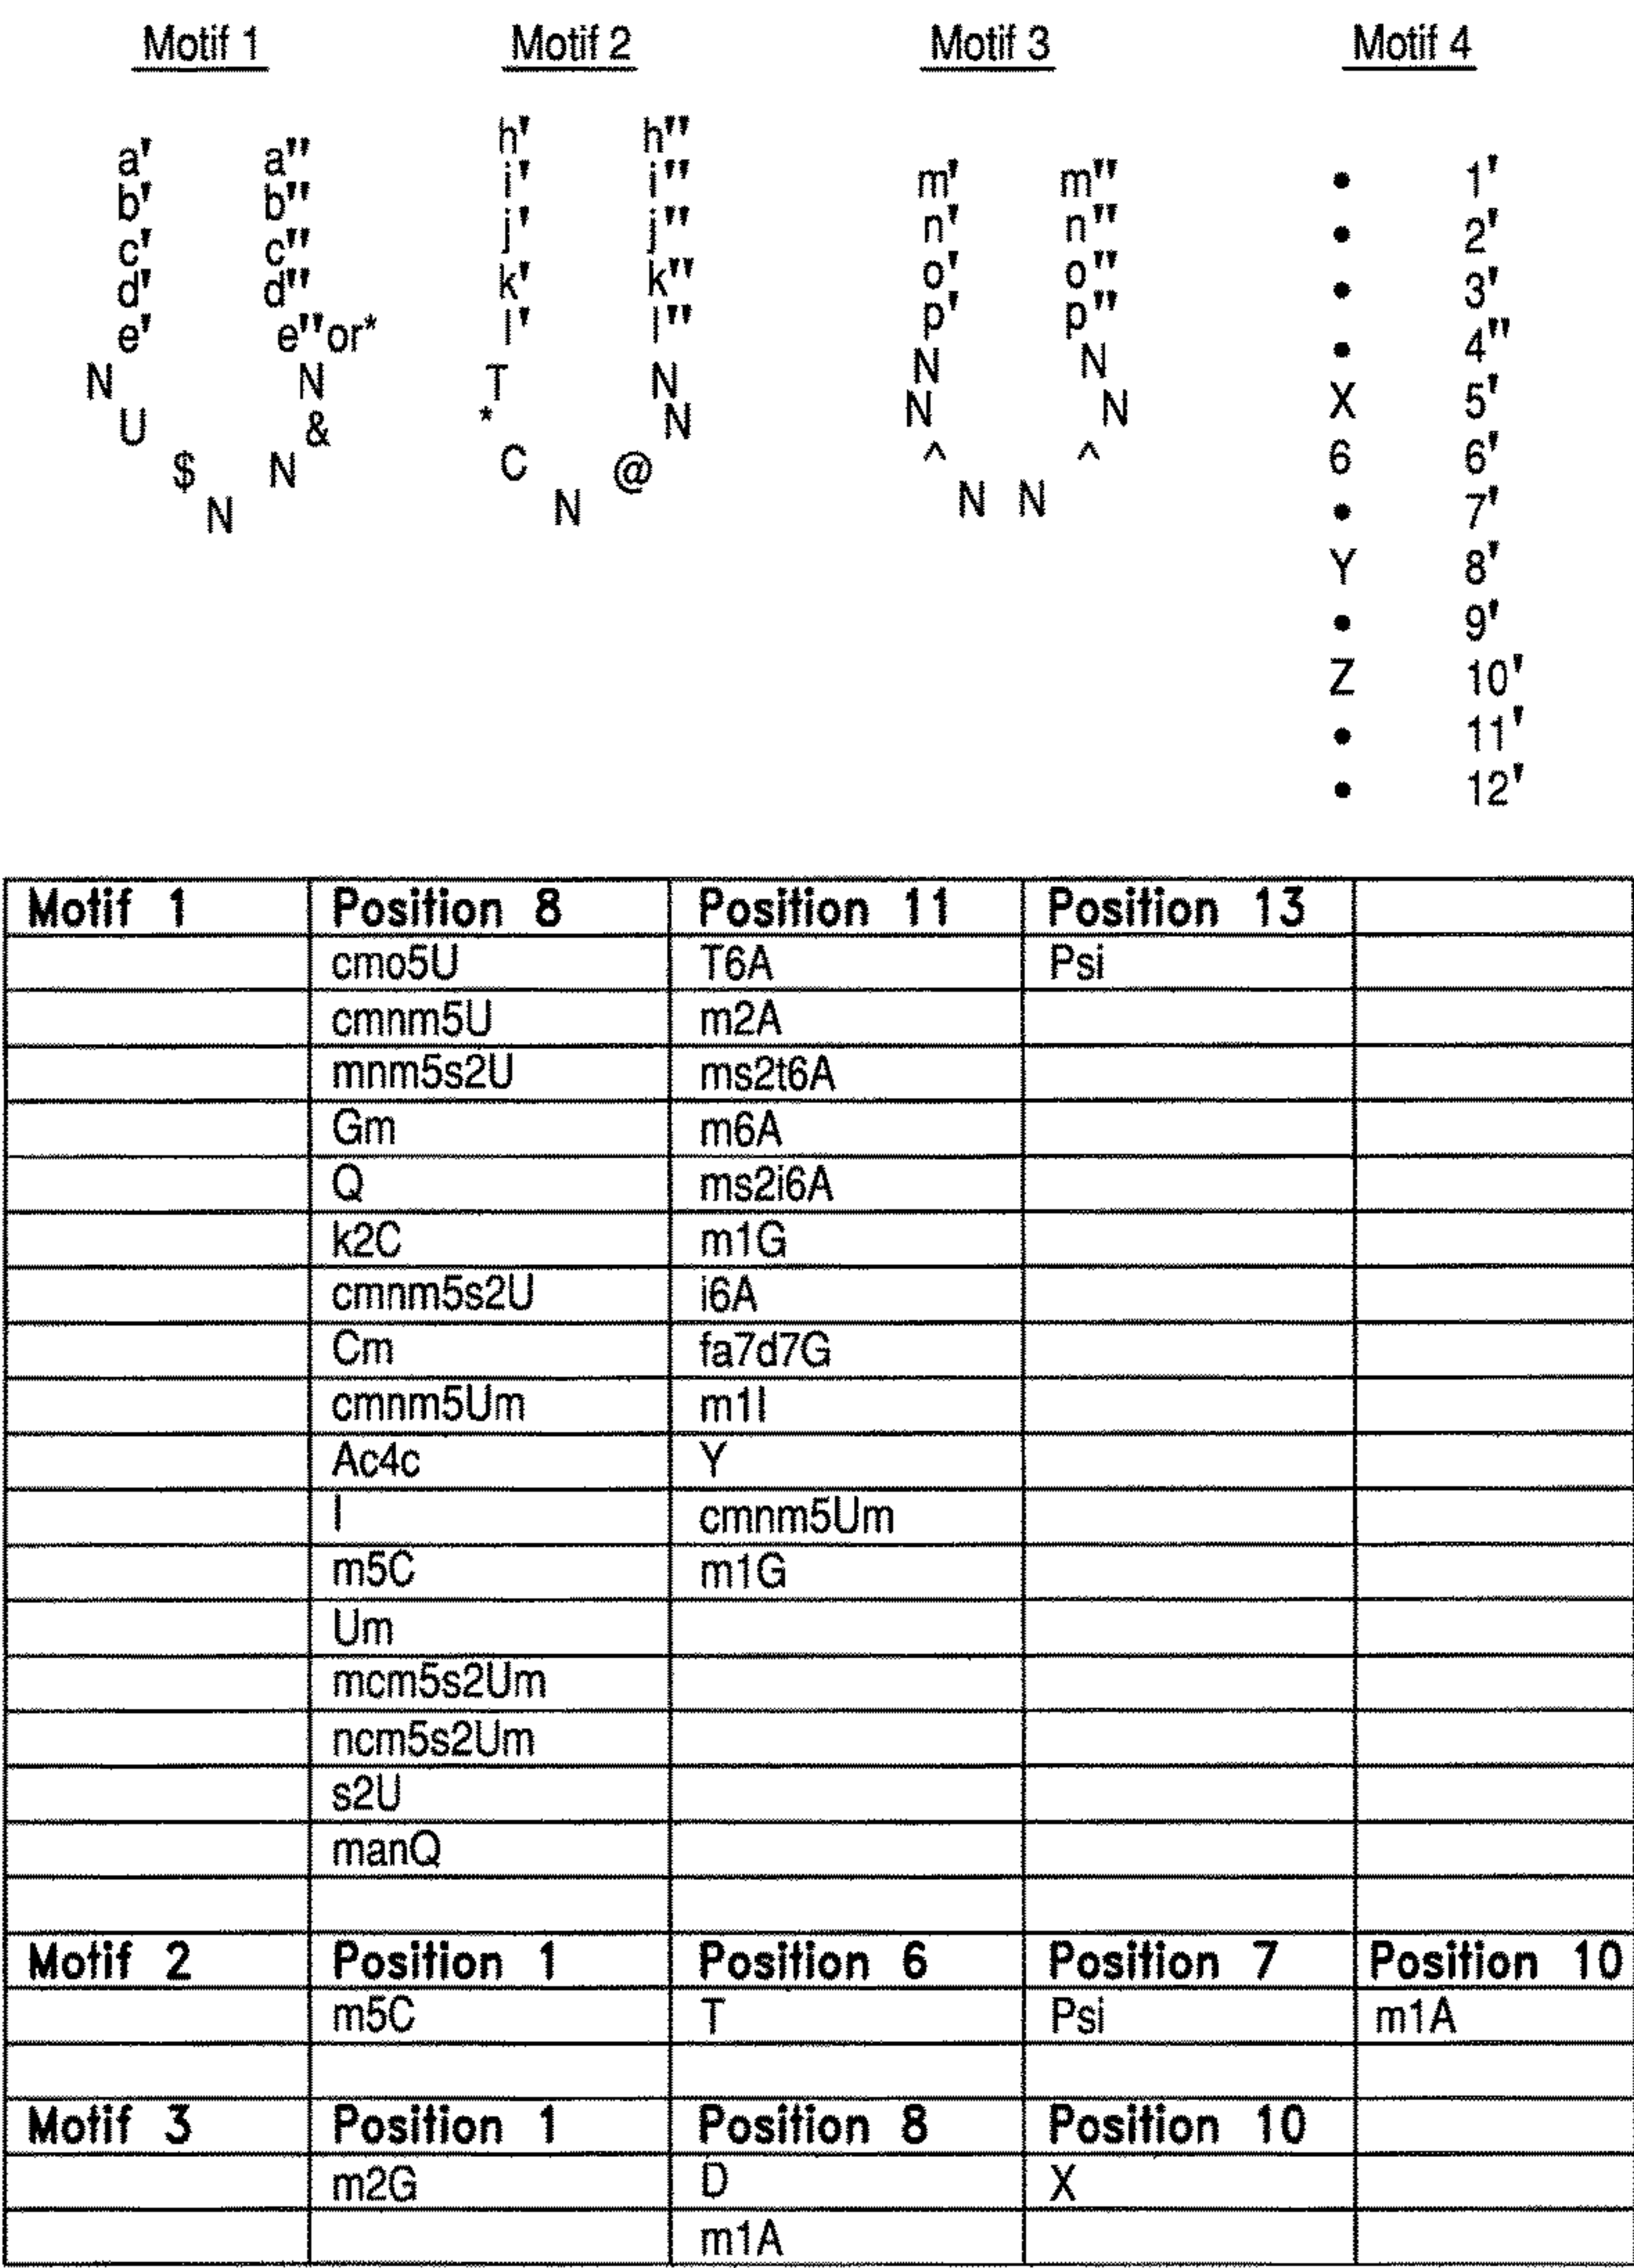 Motif 1 Motif 2 Motif 3 Motif 4
h' h''
a' a'' i' i'' m' m'' • 1'
b' b'' j' j'' n' n'' • 2'
c' c'' k' k'' o' o'' • 3'
d' d'' l' l'' p' p'' • 4''
e' e''or* T N N N X 5'
N N * N N N 6 6'
U & C @ ^ ^ • 7'
$ N N N N Y 8'
N • 9'
Z 10'
• 11'
• 12'
Motif 1 Position 8 Position 11 Position 13
cmo5U T6A Psi
cmnm5U m2A
mnm5s2U ms2t6A
Gm m6A
Q ms2i6A
k2C m1G
cmnm5s2U i6A
Cm fa7d7G
cmnm5Um m1I
Ac4c Y
I cmnm5Um
m5C m1G
Um
mcm5s2Um
ncm5s2Um
s2U
manQ
Motif 2 Position 1 Position 6 Position 7 Position 10
m5C T Psi m1A
Motif 3 Position 1 Position 8 Position 10
m2G D X
m1A